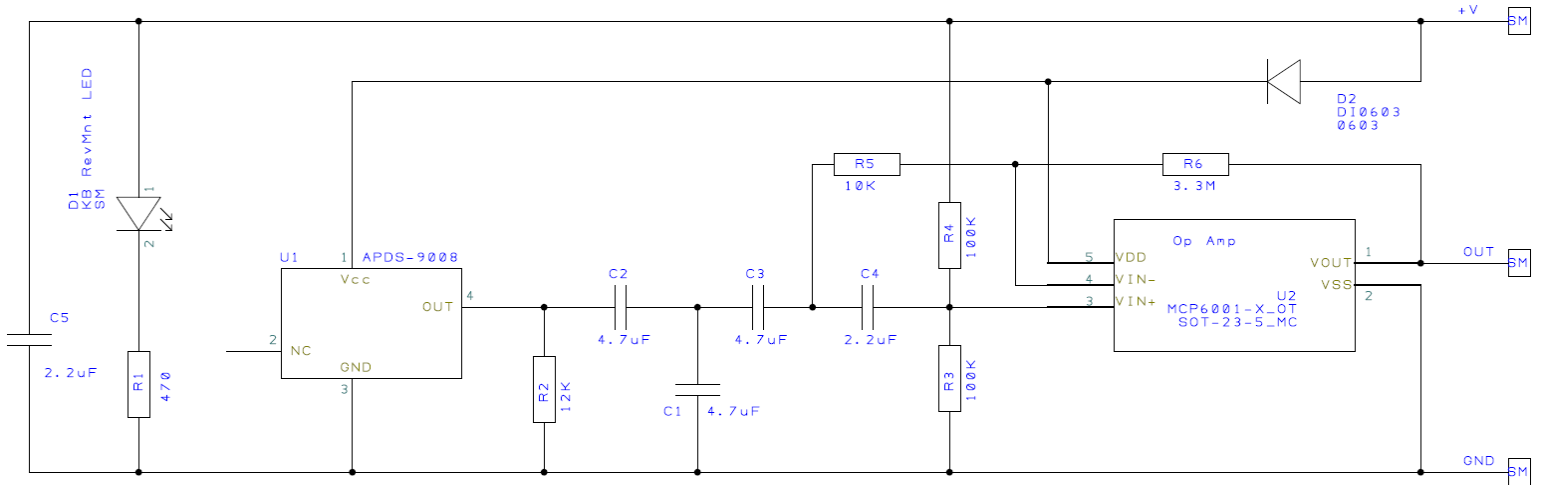 +V
SM
D1
KB RevMnt LED
SM
1
2
D2
DI0603
0603
R5
10K
R6
3.3M
R4
100K
Op Amp
U1
1
APDS-9008
Vcc
OUT
4
2
NC
GND
3
C2
4.7uF
C3
4.7uF
C4
2.2uF
5
VDD
4
VIN-
3
VIN+
VOUT
1
VSS
2
U2
MCP6001-X_OT
SOT-23-5_MC
OUT
SM
C5
2.2uF
R1
470
R2
12K
C1
4.7uF
R3
100K
GND
SM